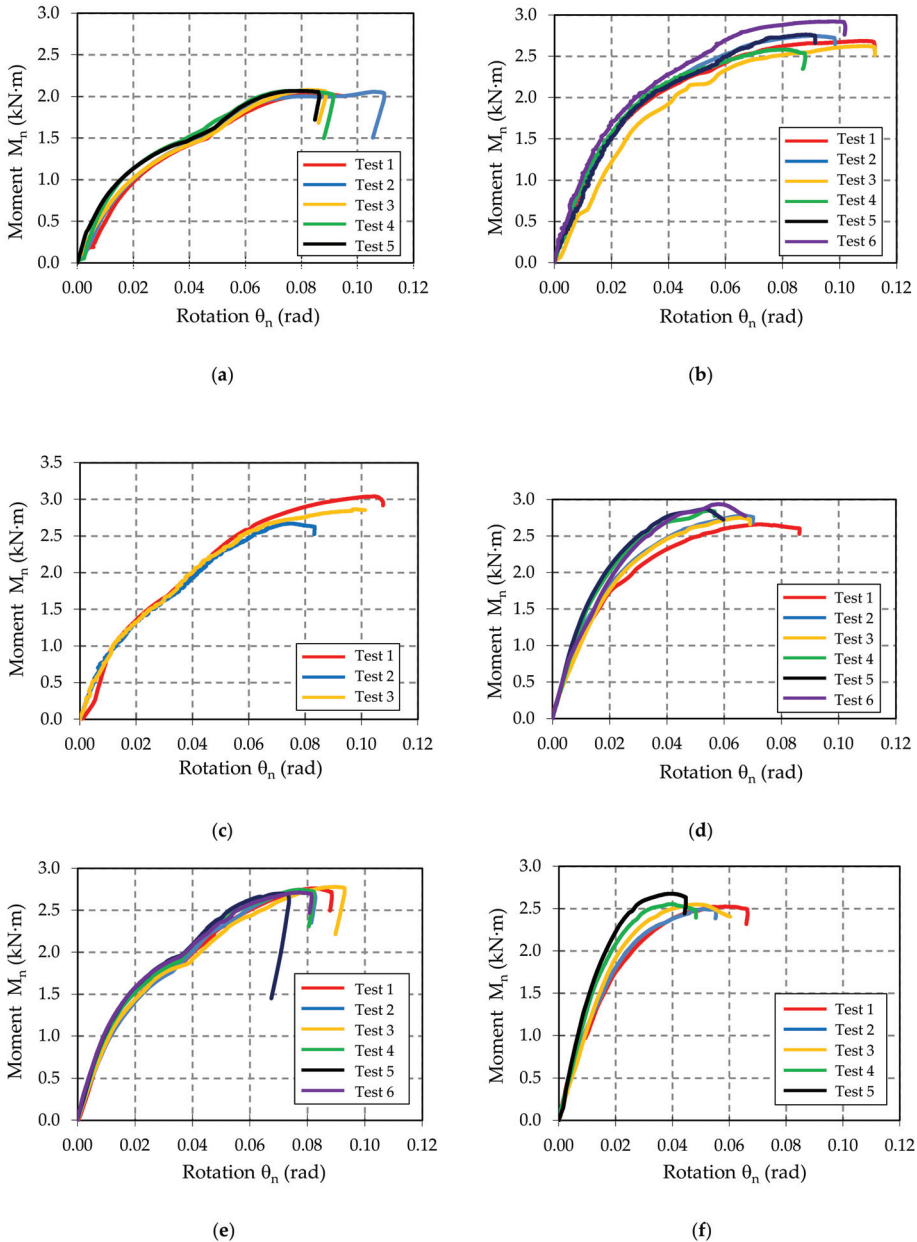 3.0
2.5
2.0
1.5
1.0
0.5
0.0
Moment M_n (kN·m)
Test 1
Test 2
Test 3
Test 4
Test 5
0.00 0.02 0.04 0.06 0.08 0.10 0.12
Rotation θ_n (rad)
(a)
3.0
2.5
2.0
1.5
1.0
0.5
0.0
Moment M_n (kN·m)
Test 1
Test 2
Test 3
Test 4
Test 5
Test 6
0.00 0.02 0.04 0.06 0.08 0.10 0.12
Rotation θ_n (rad)
(b)
3.5
3.0
2.5
2.0
1.5
1.0
0.5
0.0
Moment M_n (kN·m)
Test 1
Test 2
Test 3
0.00 0.02 0.04 0.06 0.08 0.10 0.12
Rotation θ_n (rad)
(c)
3.0
2.5
2.0
1.5
1.0
0.5
0.0
Moment M_n (kN·m)
Test 1
Test 2
Test 3
Test 4
Test 5
Test 6
0.00 0.02 0.04 0.06 0.08 0.10 0.12
Rotation θ_n (rad)
(d)
3.0
2.5
2.0
1.5
1.0
0.5
0.0
Moment M_n (kN·m)
Test 1
Test 2
Test 3
Test 4
Test 5
Test 6
0.00 0.02 0.04 0.06 0.08 0.10 0.12
Rotation θ_n (rad)
(e)
3.0
2.5
2.0
1.5
1.0
0.5
0.0
Moment M_n (kN·m)
Test 1
Test 2
Test 3
Test 4
Test 5
0.00 0.02 0.04 0.06 0.08 0.10 0.12
Rotation θ_n (rad)
(f)